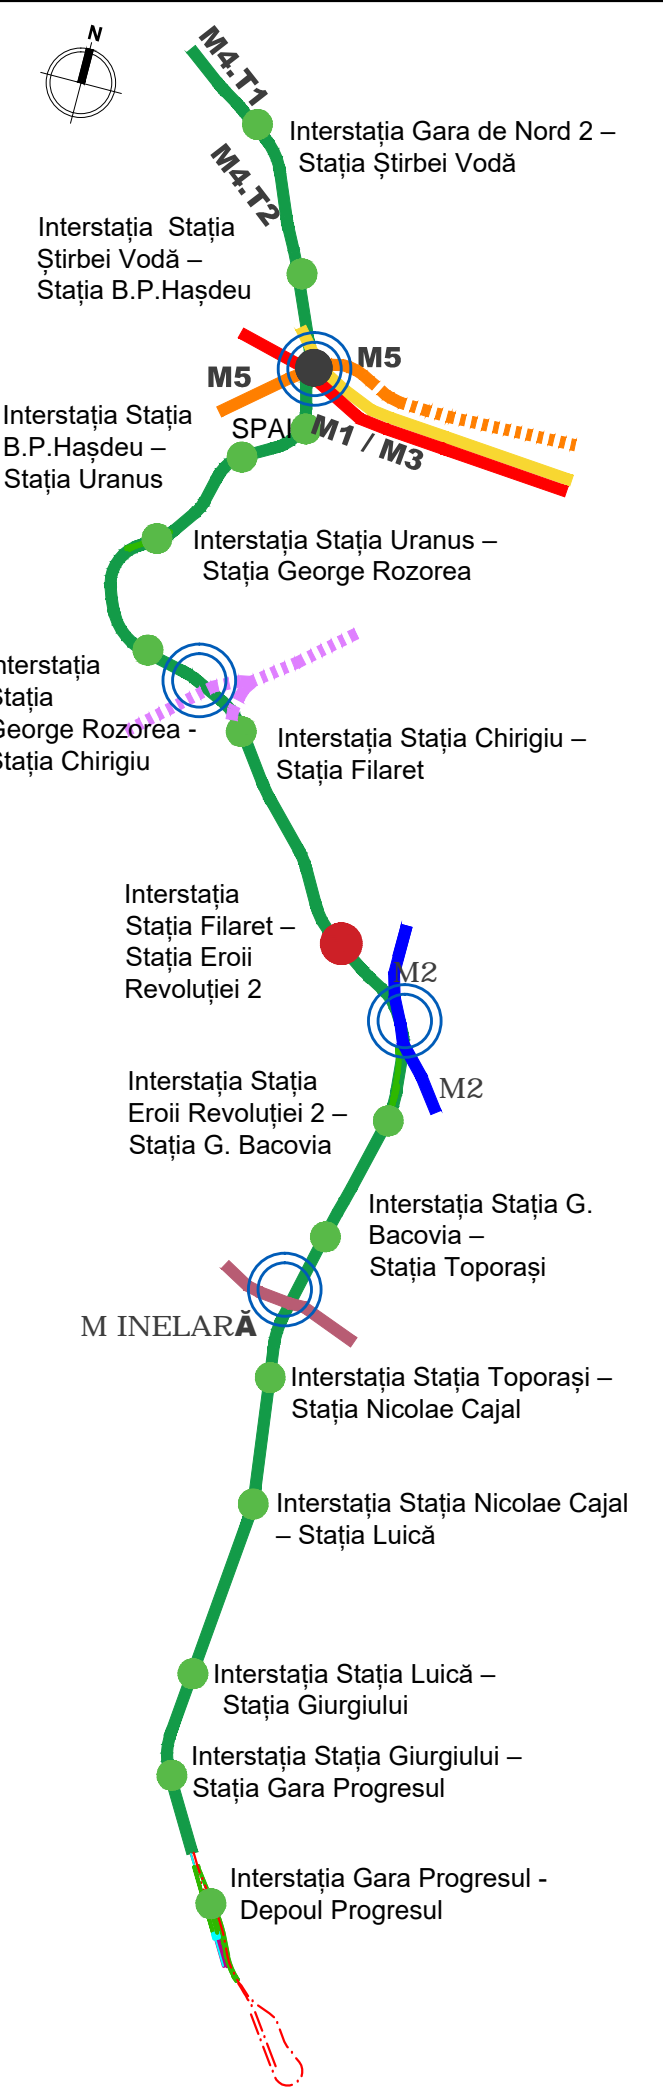 N
M4.T1
Interstația Gara de Nord 2 –
Stația Știrbei Vodă
M4.T2
Interstația Stația
Știrbei Vodă –
Stația B.P.Hașdeu
M5
M5
Interstația Stația
B.P.Hașdeu –
Stația Uranus
SPAI
M1 / M3
Interstația Stația Uranus –
Stația George Rozorea
nterstația
Stația
George Rozorea -
Stația Chirigiu
Interstația Stația Chirigiu –
Stația Filaret
Interstația
Stația Filaret –
Stația Eroii
Revoluției 2
M2
M2
Interstația Stația
Eroii Revoluției 2 –
Stația G. Bacovia
Interstația Stația G.
Bacovia –
Stația Toporași
M INELARĂ
Interstația Stația Toporași –
Stația Nicolae Cajal
Interstația Stația Nicolae Cajal
– Stația Luică
Interstația Stația Luică –
Stația Giurgiului
Interstația Stația Giurgiului –
Stația Gara Progresul
Interstația Gara Progresul -
Depoul Progresul